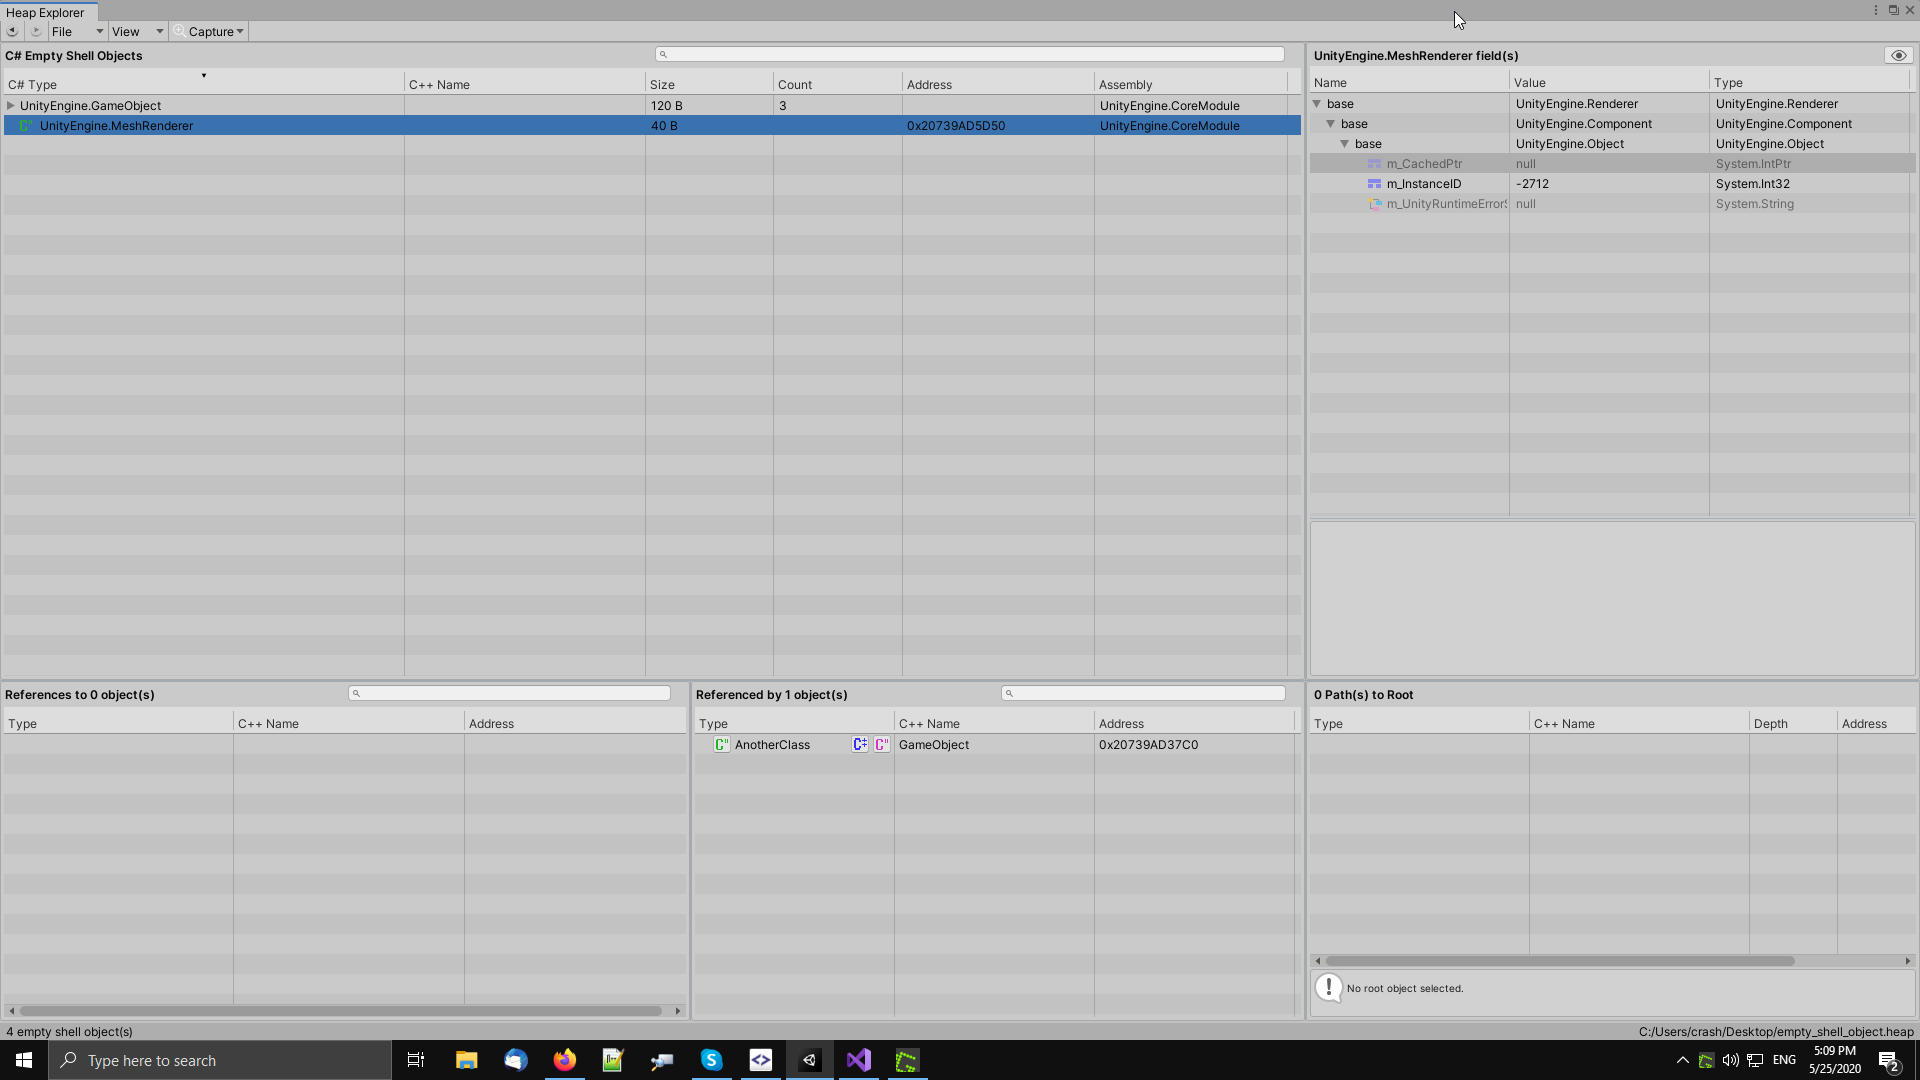 Heap Explorer
File View Capture
C# Empty Shell Objects
C# Type C++ Name Size Count Address Assembly
UnityEngine.GameObject 120 B 3 UnityEngine.CoreModule
UnityEngine.MeshRenderer 40 B 0x20739AD5D50 UnityEngine.CoreModule
UnityEngine.MeshRenderer field(s)
Name Value Type
base UnityEngine.Renderer UnityEngine.Renderer
base UnityEngine.Component UnityEngine.Component
base UnityEngine.Object UnityEngine.Object
m_CachedPtr null System.IntPtr
m_InstanceID -2712 System.Int32
m_UnityRuntimeErrorS null System.String
References to 0 object(s)
Type C++ Name Address
Referenced by 1 object(s)
Type C++ Name Address
AnotherClass GameObject 0x20739AD37C0
0 Path(s) to Root
Type C++ Name Depth Address
No root object selected.
4 empty shell object(s)
C:/Users/crash/Desktop/empty_shell_object.heap
Type here to search
ENG
5:09 PM
5/25/2020
2